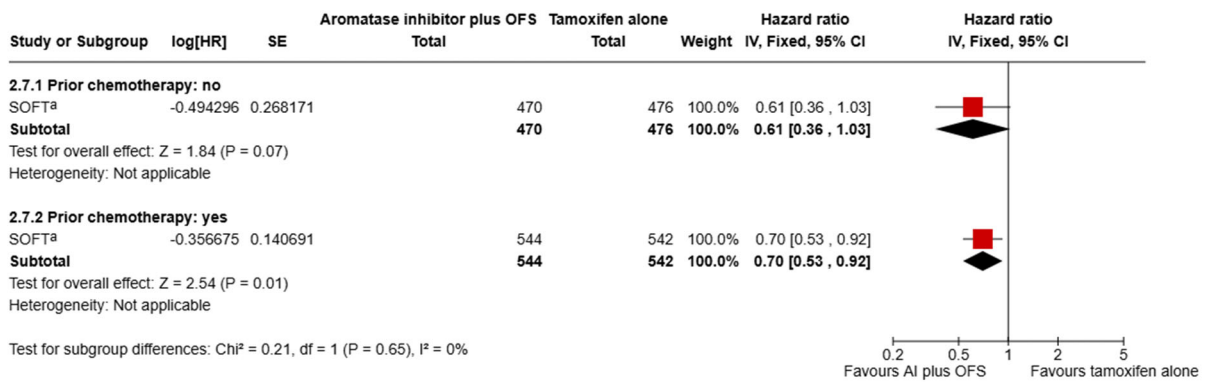 Aromatase inhibitor plus OFS Tamoxifen alone Hazard ratio Hazard ratio
Study or Subgroup log[HR] SE Total Total Weight IV, Fixed, 95% CI IV, Fixed, 95% CI
2.7.1 Prior chemotherapy: no
SOFTa -0.494296 0.268171 470 476 100.0% 0.61 [0.36 , 1.03]
Subtotal 470 476 100.0% 0.61 [0.36 , 1.03]
Test for overall effect: Z = 1.84 (P = 0.07)
Heterogeneity: Not applicable
2.7.2 Prior chemotherapy: yes
SOFTa -0.356675 0.140691 544 542 100.0% 0.70 [0.53 , 0.92]
Subtotal 544 542 100.0% 0.70 [0.53 , 0.92]
Test for overall effect: Z = 2.54 (P = 0.01)
Heterogeneity: Not applicable
Test for subgroup differences: Chi² = 0.21, df = 1 (P = 0.65), I² = 0%
0.2 0.5 1 2 5
Favours AI plus OFS Favours tamoxifen alone